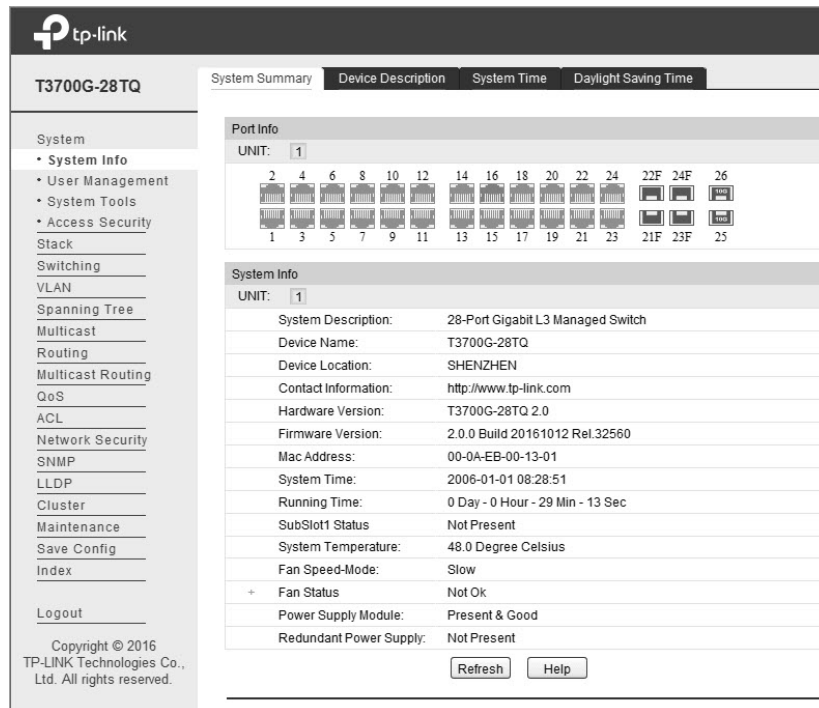 tp-link
T3700G-28TQ
System Summary Device Description System Time Daylight Saving Time
System
• System Info
• User Management
• System Tools
• Access Security
Stack
Switching
VLAN
Spanning Tree
Multicast
Routing
Multicast Routing
QoS
ACL
Network Security
SNMP
LLDP
Cluster
Maintenance
Save Config
Index
Logout
Copyright © 2016
TP-LINK Technologies Co.,
Ltd. All rights reserved.
Port Info
UNIT: 1
2 4 6 8 10 12 14 16 18 20 22 24 22F 24F 26
10G
10G
1 3 5 7 9 11 13 15 17 19 21 23 21F 23F 25
System Info
UNIT: 1
System Description: 28-Port Gigabit L3 Managed Switch
Device Name: T3700G-28TQ
Device Location: SHENZHEN
Contact Information: http://www.tp-link.com
Hardware Version: T3700G-28TQ 2.0
Firmware Version: 2.0.0 Build 20161012 Rel.32560
Mac Address: 00-0A-EB-00-13-01
System Time: 2006-01-01 08:28:51
Running Time: 0 Day - 0 Hour - 29 Min - 13 Sec
SubSlot1 Status Not Present
System Temperature: 48.0 Degree Celsius
Fan Speed-Mode: Slow
+ Fan Status Not Ok
Power Supply Module: Present & Good
Redundant Power Supply: Not Present
Refresh Help